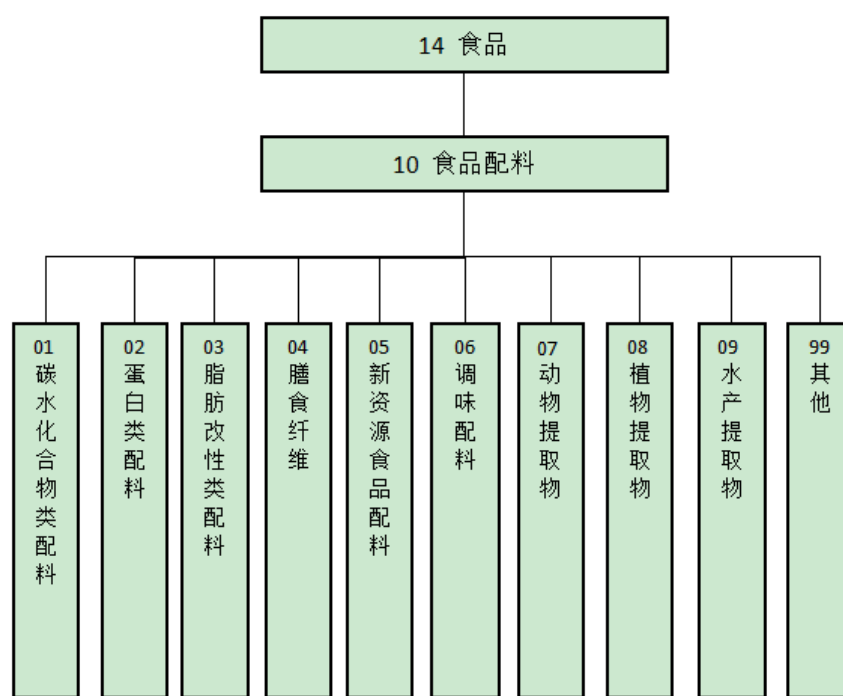 14 食品
10 食品配料
01
碳水化合物类配料
02
蛋白类配料
03
脂肪改性类配料
04
膳食纤维
05
新资源食品配料
06
调味配料
07
动物提取物
08
植物提取物
09
水产提取物
99
其他